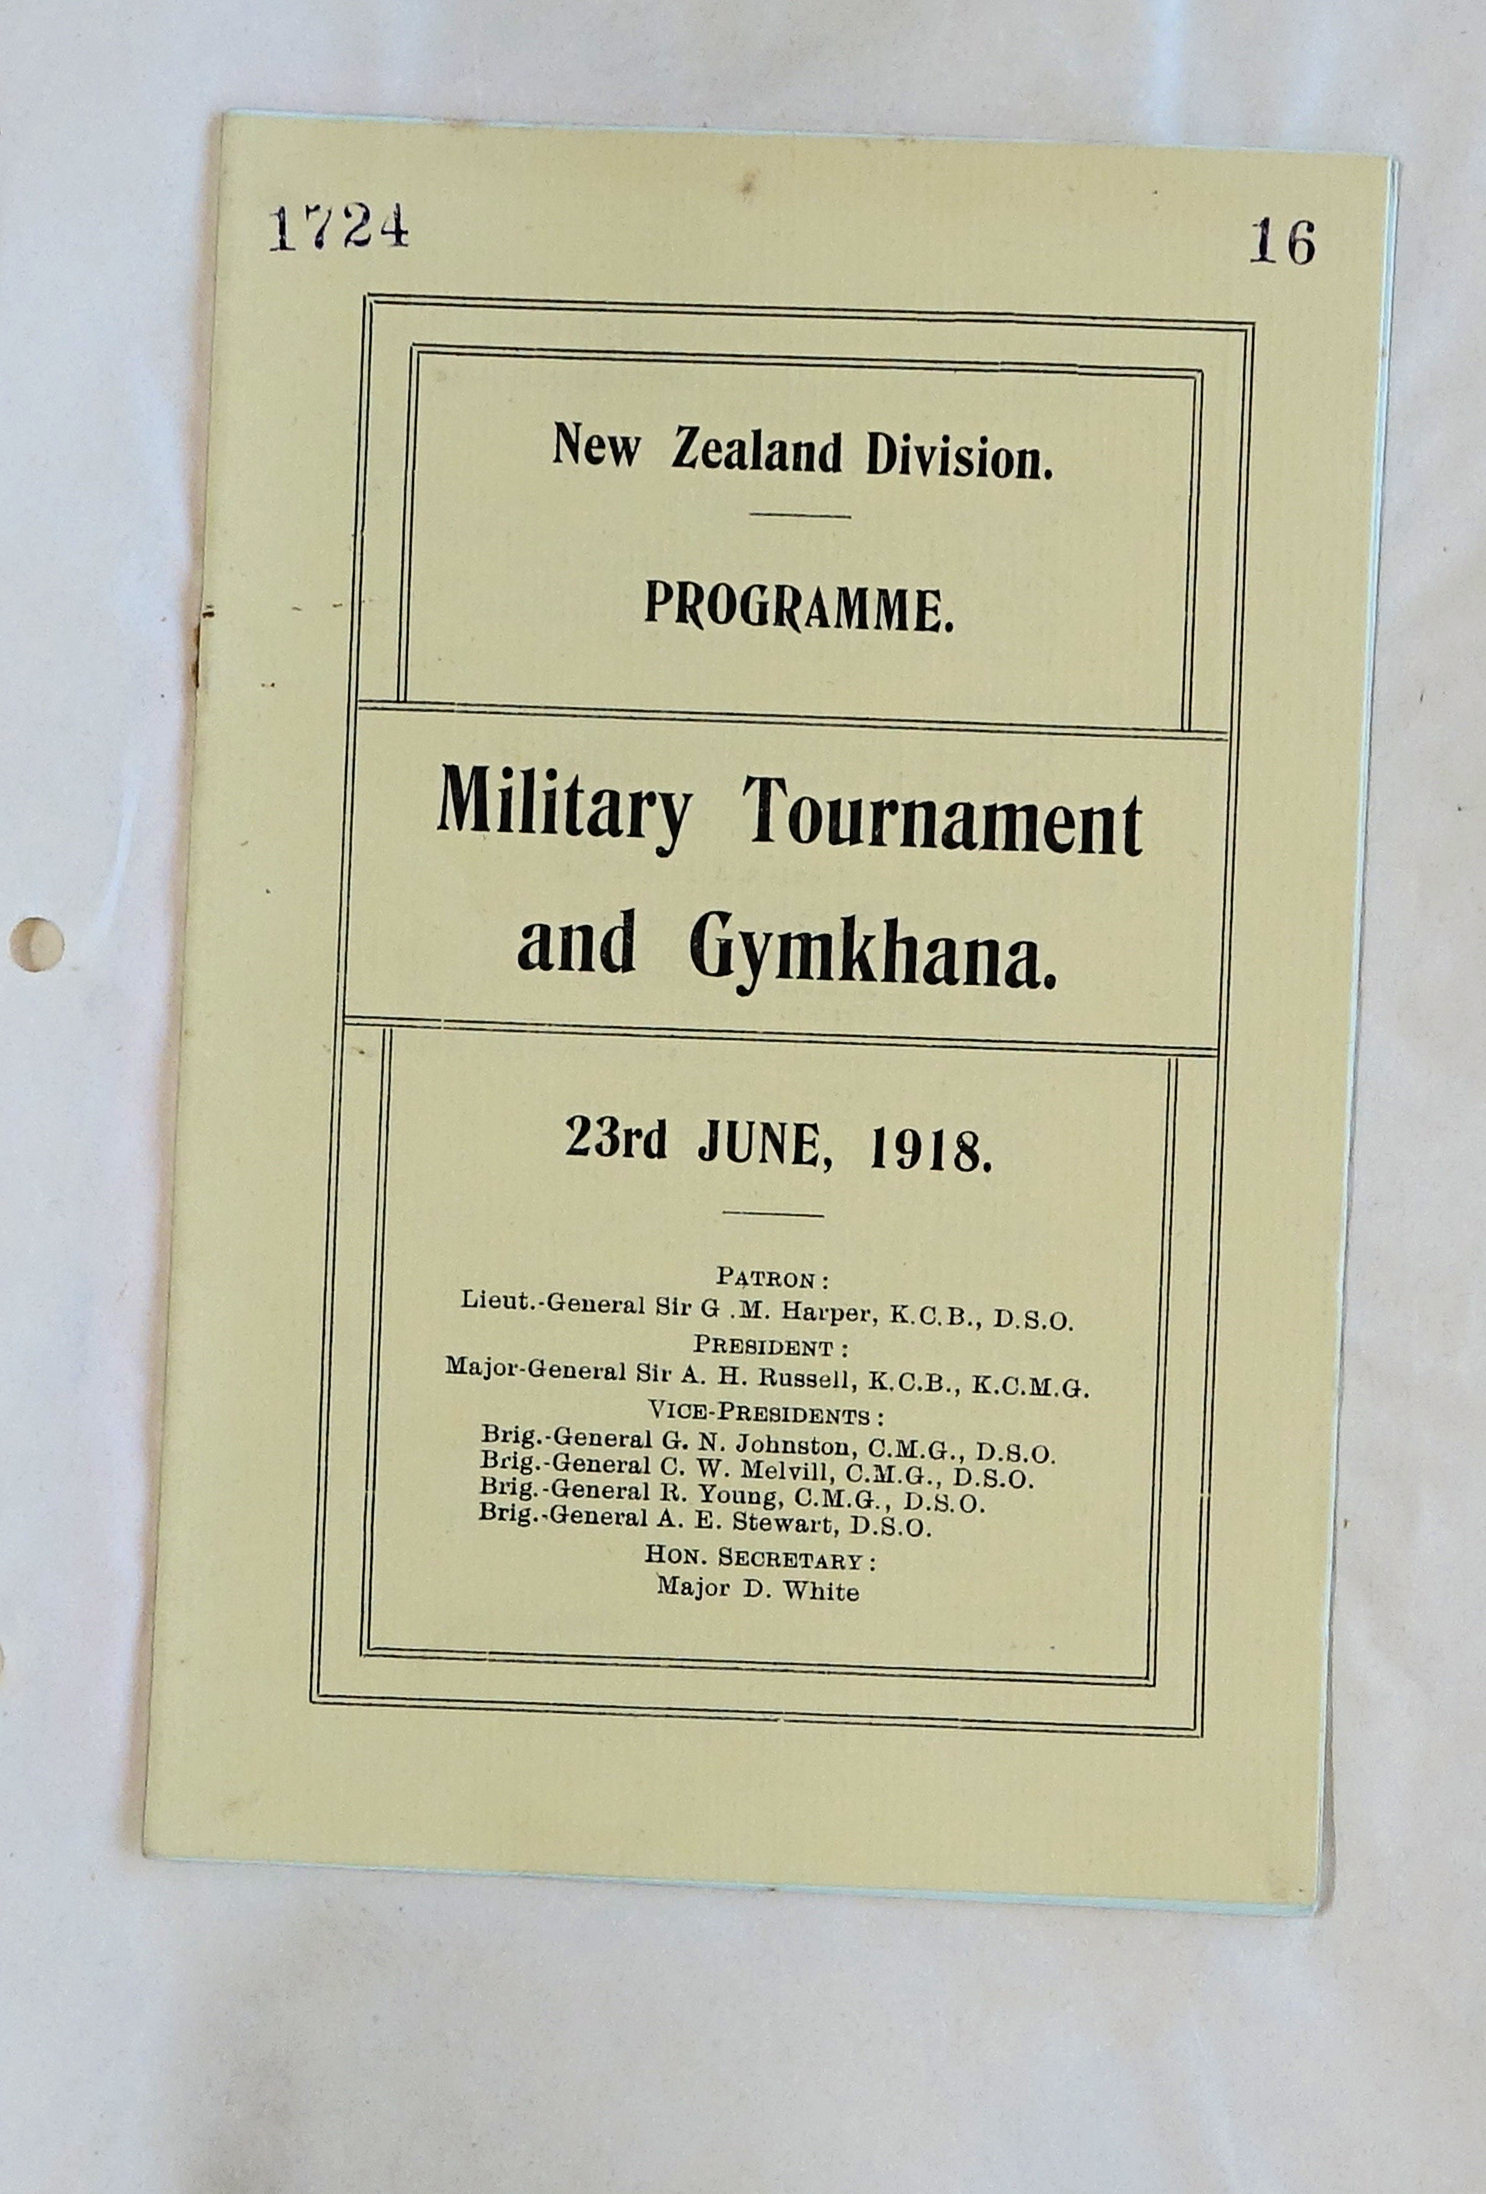 1724 16
New Zealand Division.
PROGRAMME.
Military Tournament
and Gymkhana.
23rd JUNE, 1918.
PATRON:
Lieut.-General Sir G .M. Harper, K.C.B., D.S.O.
PRESIDENT:
Major-General Sir A. H. Russell, K.C.B., K.C.M.G.
VICE-PRESIDENTS:
Brig.-General G. N. Johnston, C.M.G., D.S.O.
Brig.-General C. W. Melvill, C.M.G., D.S.O.
Brig.-General R. Young, C.M.G., D.S.O.
Brig.-General A. E. Stewart, D.S.O.
HON. SECRETARY:
Major D. White